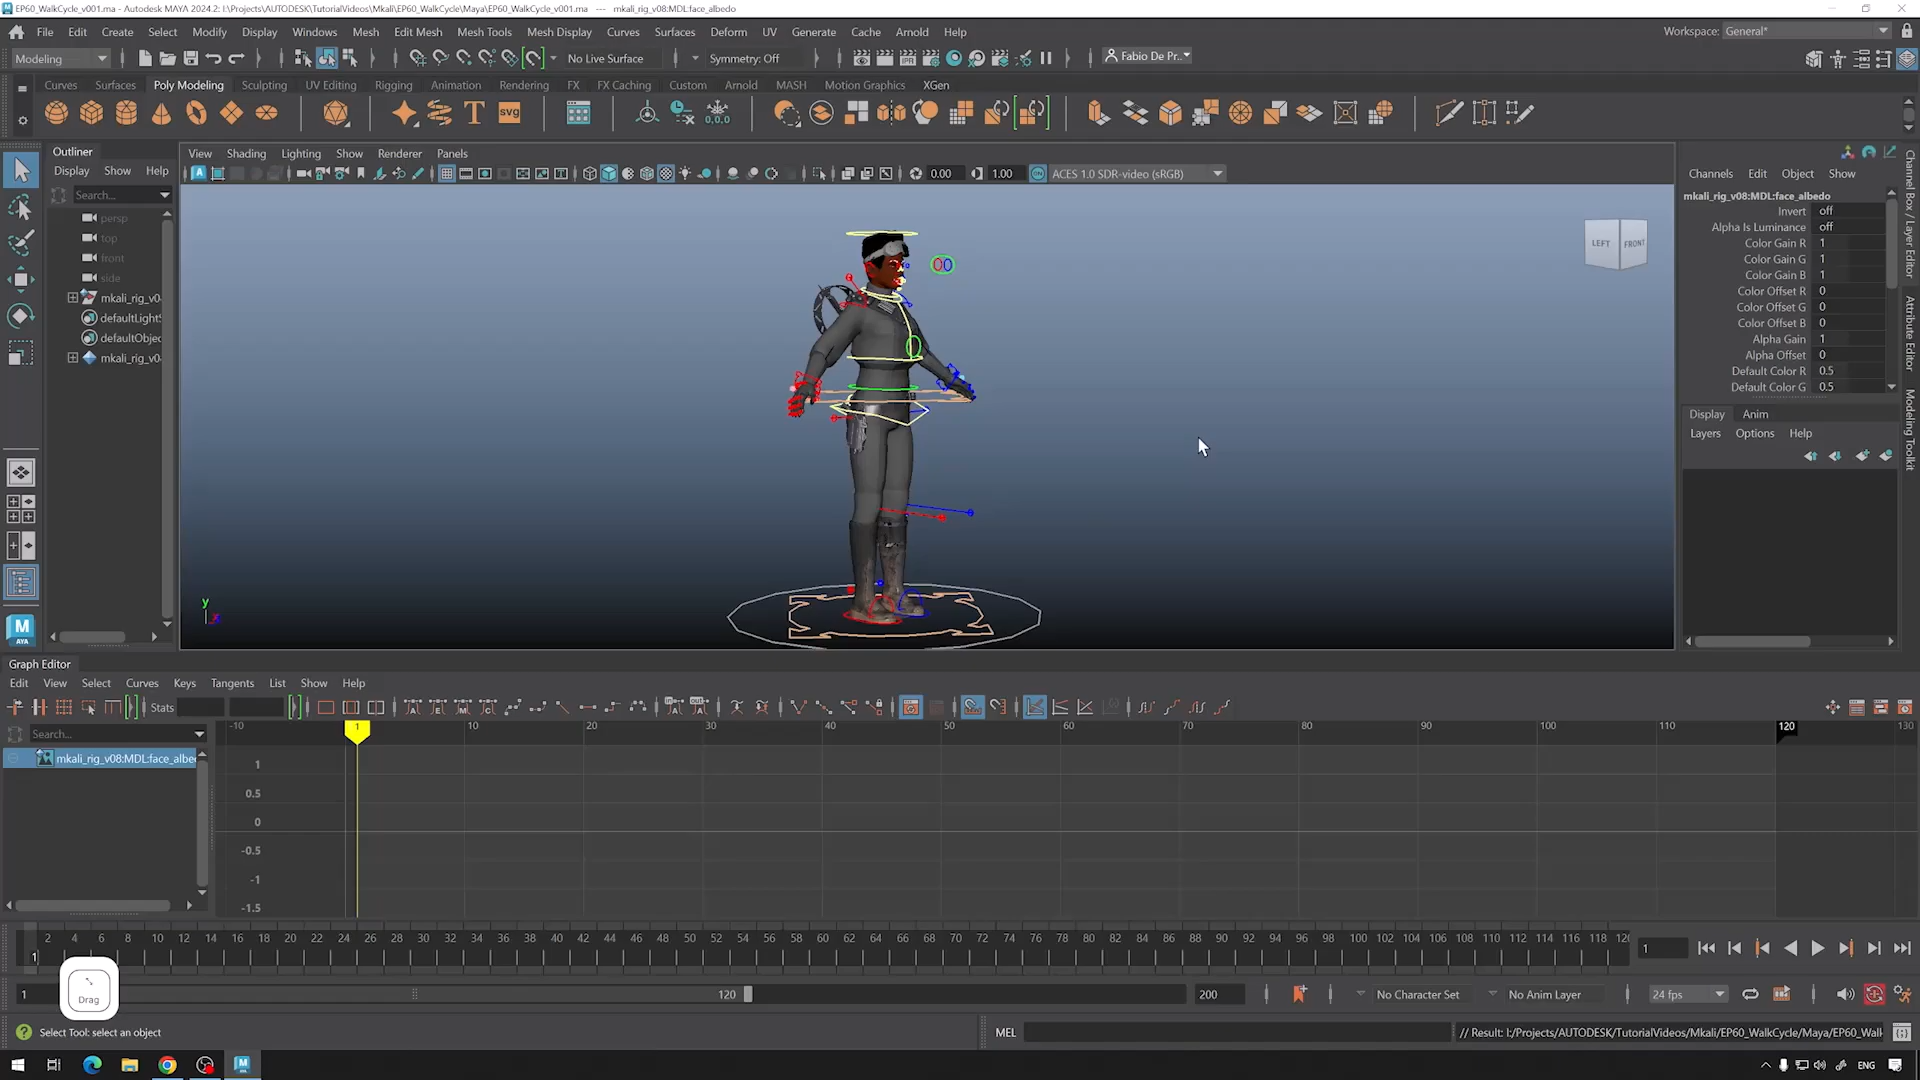 EP60_WalkCycle_v001.ma - Autodesk MAYA 2024.2: I:\Projects\AUTODESK\TutorialVideos\Mkali\EP60_WalkCycle\Maya\EP60_WalkCycle_v001.ma --- mkali_rig_v08:MDL:face_albedo
File Edit Create Select Modify Display Windows Mesh Edit Mesh Mesh Tools Mesh Display Curves Surfaces Deform UV Generate Cache Arnold Help
Workspace: General*
Modeling
No Live Surface
Symmetry: Off
Fabio De Pr..
Curves Surfaces Poly Modeling Sculpting UV Editing Rendering Rigging Animation Rendering FX FX Caching Custom Arnold MASH Motion Graphics XGen
Outliner
Display Show Help
Search...
persp
top
front
side
mkali_rig_v0
defaultLightS
defaultObjec
mkali_rig_v0
View Shading Lighting Show Renderer Panels
0.00
1.00
ACES 1.0 SDR-video (sRGB)
LEFT
FRONT
y
Channels Edit Object Show
mkali_rig_v08:MDL:face_albedo
Invert off
Alpha Is Luminance off
Color Gain R 1
Color Gain G 1
Color Gain B 1
Color Offset R 0
Color Offset G 0
Color Offset B 0
Alpha Gain 1
Alpha Offset 0
Default Color R 0.5
Default Color G 0.5
Display Anim
Layers Options Help
Channel Box / Layer Editor
Attribute Editor
Modeling Toolkit
Graph Editor
Edit View Select Curves Keys Tangents List Show Help
Stats
Search...
mkali_rig_v08:MDL:face_albe
-10 1 10 20 30 40 50 60 70 80 90 100 110 120 130
1
0.5
0
-0.5
-1
-1.5
2 4 6 8 10 12 14 16 18 20 22 24 26 28 30 32 34 36 38 40 42 44 46 48 50 52 54 56 58 60 62 64 66 68 70 72 74 76 78 80 82 84 86 88 90 92 94 96 98 100 102 104 106 108 110 112 114 116 118 12
1
1
Drag
1
120
200
No Character Set
No Anim Layer
24 fps
Select Tool: select an object
MEL
// Result: I:/Projects/AUTODESK/TutorialVideos/Mkali/EP60_WalkCycle/Maya/EP60_Walk
ENG